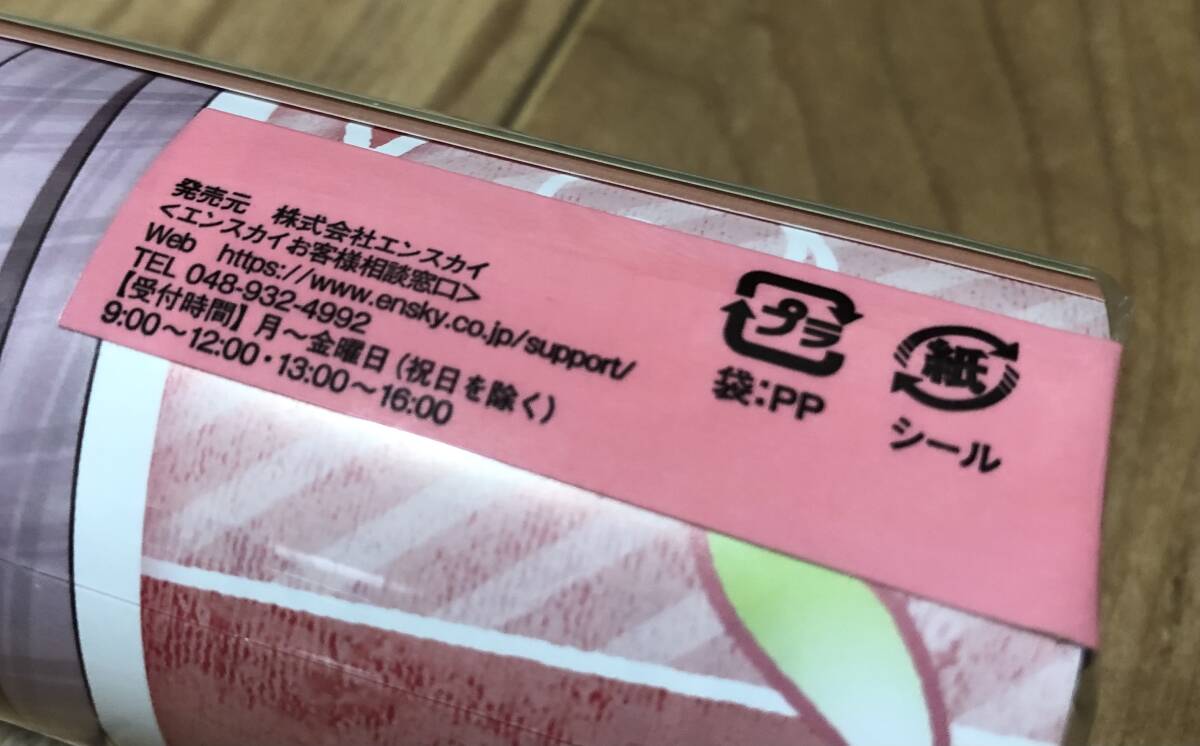 発売元　株式会社エンスカイ
<エンスカイお客様相談窓口>
Web　https://www.ensky.co.jp/support/
TEL 048-932-4992
【受付時間】月～金曜日(祝日を除く)
9:00～12:00・13:00～16:00
プラ
袋:PP
紙
シール